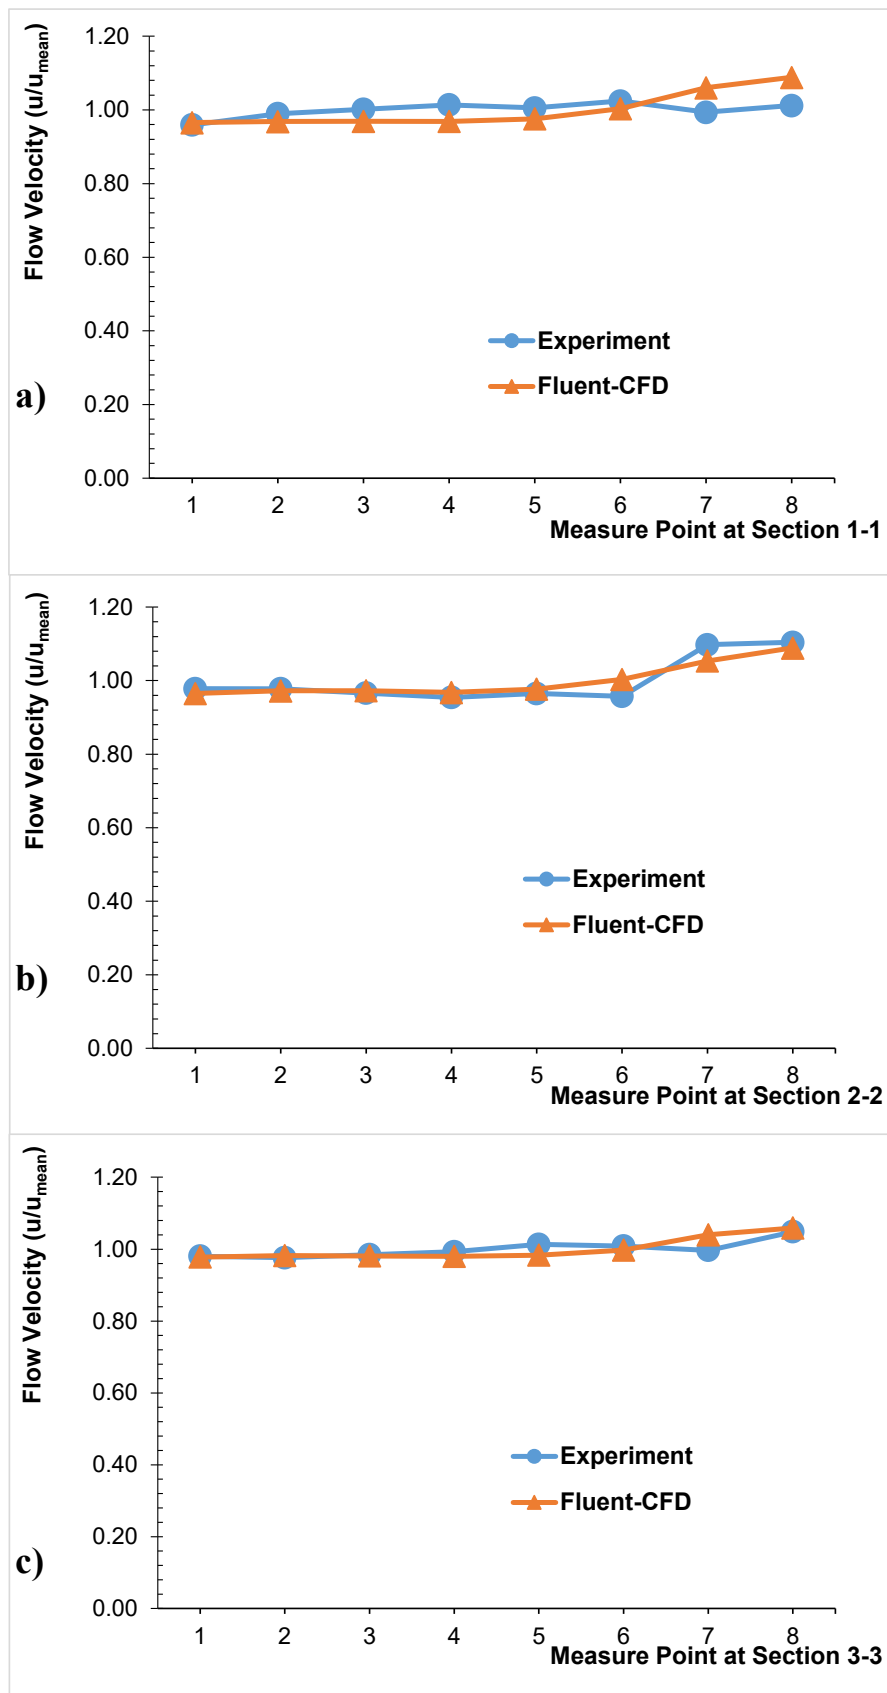 Flow Velocity (u/umean)
1.20
1.00
0.80
0.60
0.40
0.20
0.00
Experiment
Fluent-CFD
a)
1 2 3 4 5 6 7 8
Measure Point at Section 1-1
Flow Velocity (u/umean)
1.20
1.00
0.80
0.60
0.40
0.20
0.00
Experiment
Fluent-CFD
b)
1 2 3 4 5 6 7 8
Measure Point at Section 2-2
Flow Velocity (u/umean)
1.20
1.00
0.80
0.60
0.40
0.20
0.00
Experiment
Fluent-CFD
c)
1 2 3 4 5 6 7 8
Measure Point at Section 3-3